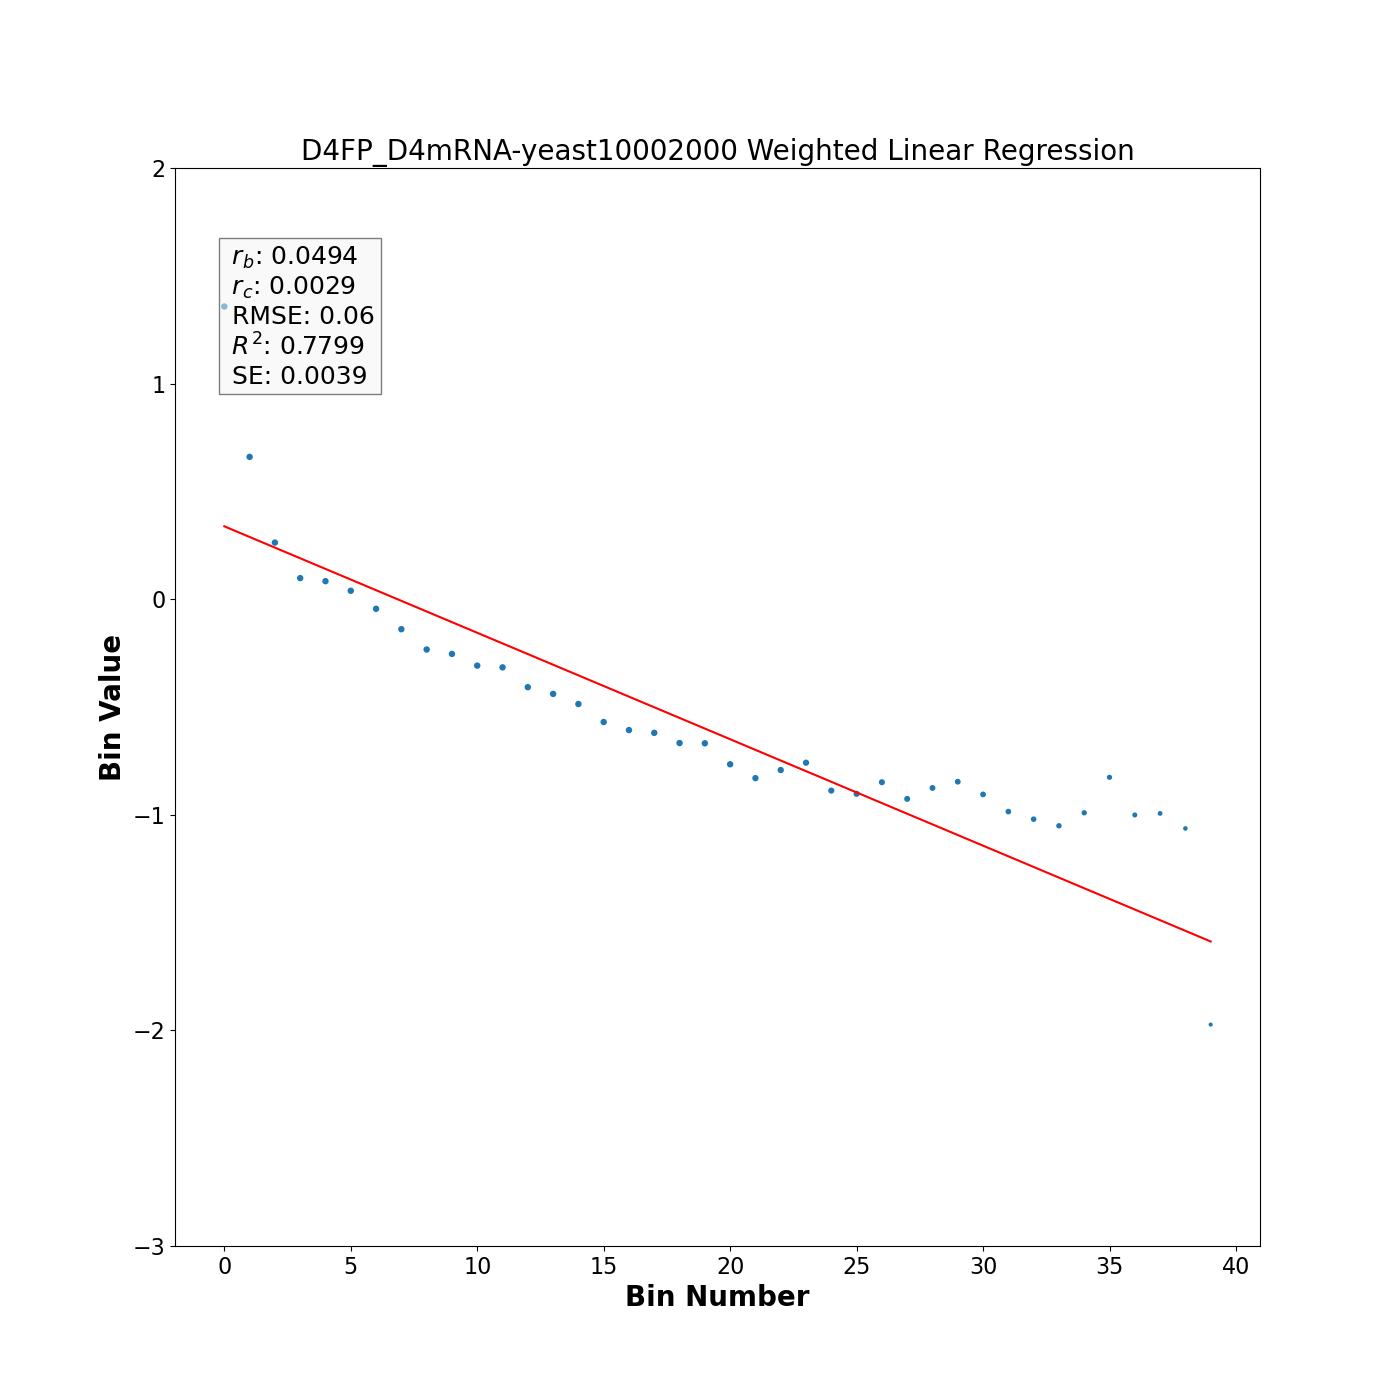 D4FP_D4mRNA-yeast10002000 Weighted Linear Regression
2
r_b: 0.0494
r_c: 0.0029
RMSE: 0.06
R²: 0.7799
SE: 0.0039
1
0
−1
−2
−3
Bin Value
0 5 10 15 20 25 30 35 40
Bin Number